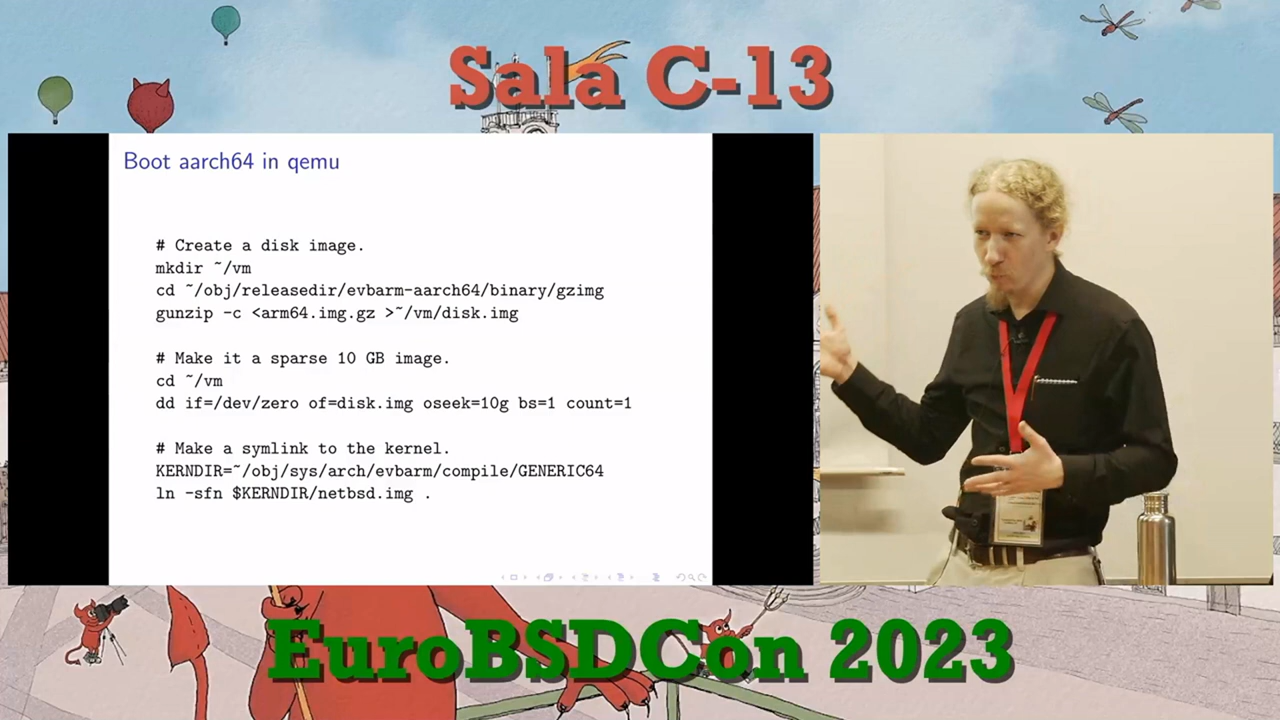 Sala C-13
Boot aarch64 in qemu
# Create a disk image.
mkdir ~/vm
cd ~/obj/releasedir/evbarm-aarch64/binary/gzimg
gunzip -c <arm64.img.gz >~/vm/disk.img
# Make it a sparse 10 GB image.
cd ~/vm
dd if=/dev/zero of=disk.img oseek=10g bs=1 count=1
# Make a symlink to the kernel.
KERNDIR=~/obj/sys/arch/evbarm/compile/GENERIC64
ln -sfn $KERNDIR/netbsd.img .
EuroBSDCon 2023